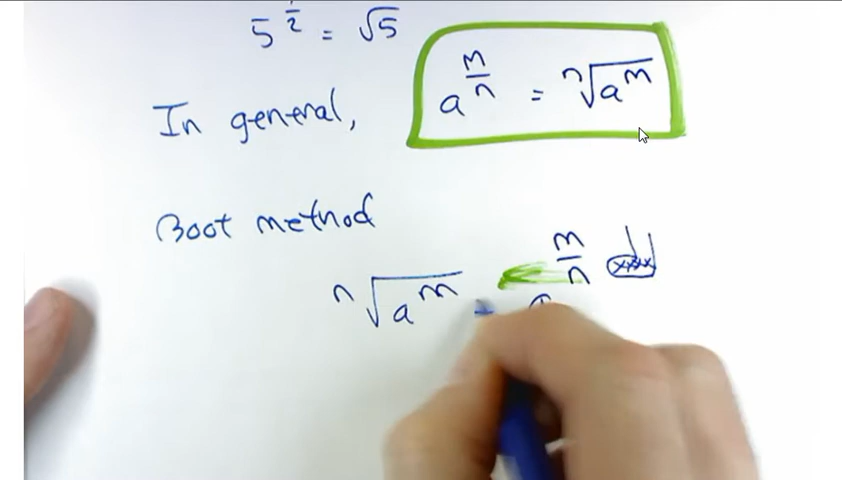 5^{1/2} = √5
In general,
a^{m/n} = ⁿ√(a^m)
Boot method
ⁿ√(a^m) = a^{m/n}